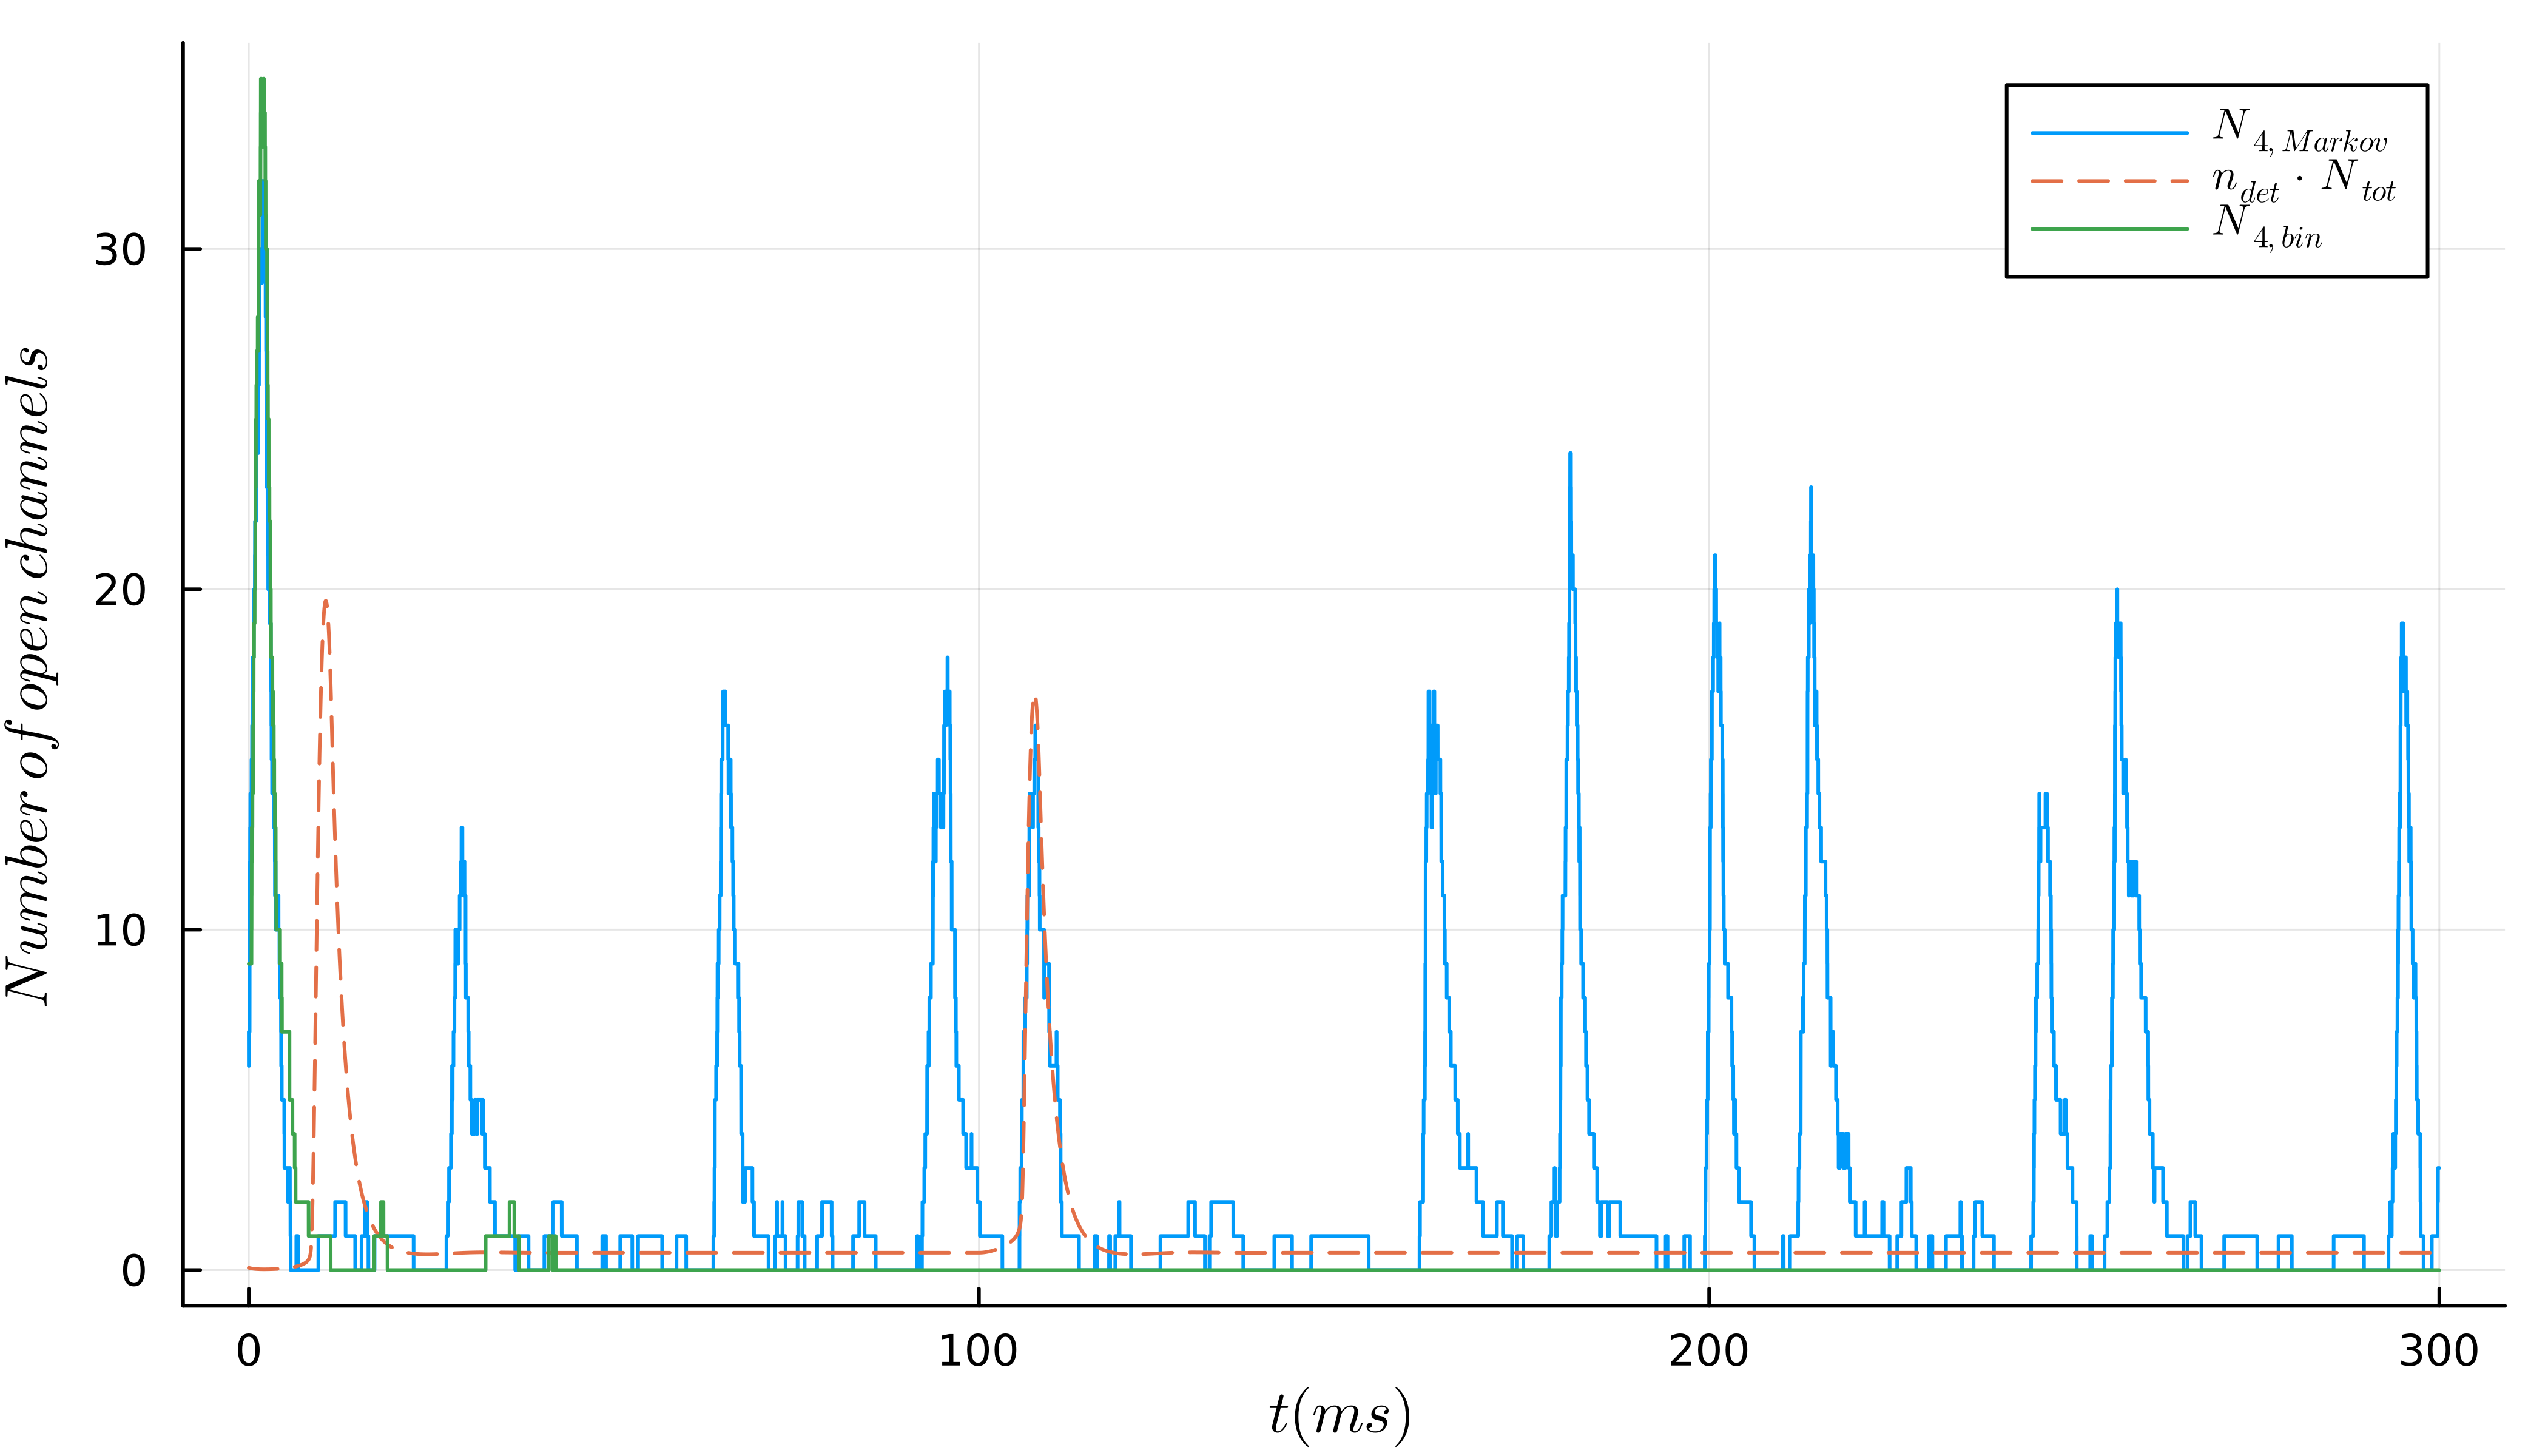 N4, Markov
ndet · Ntot
N4, bin
30
20
10
0
Number of open channels
0 100 200 300
t(ms)